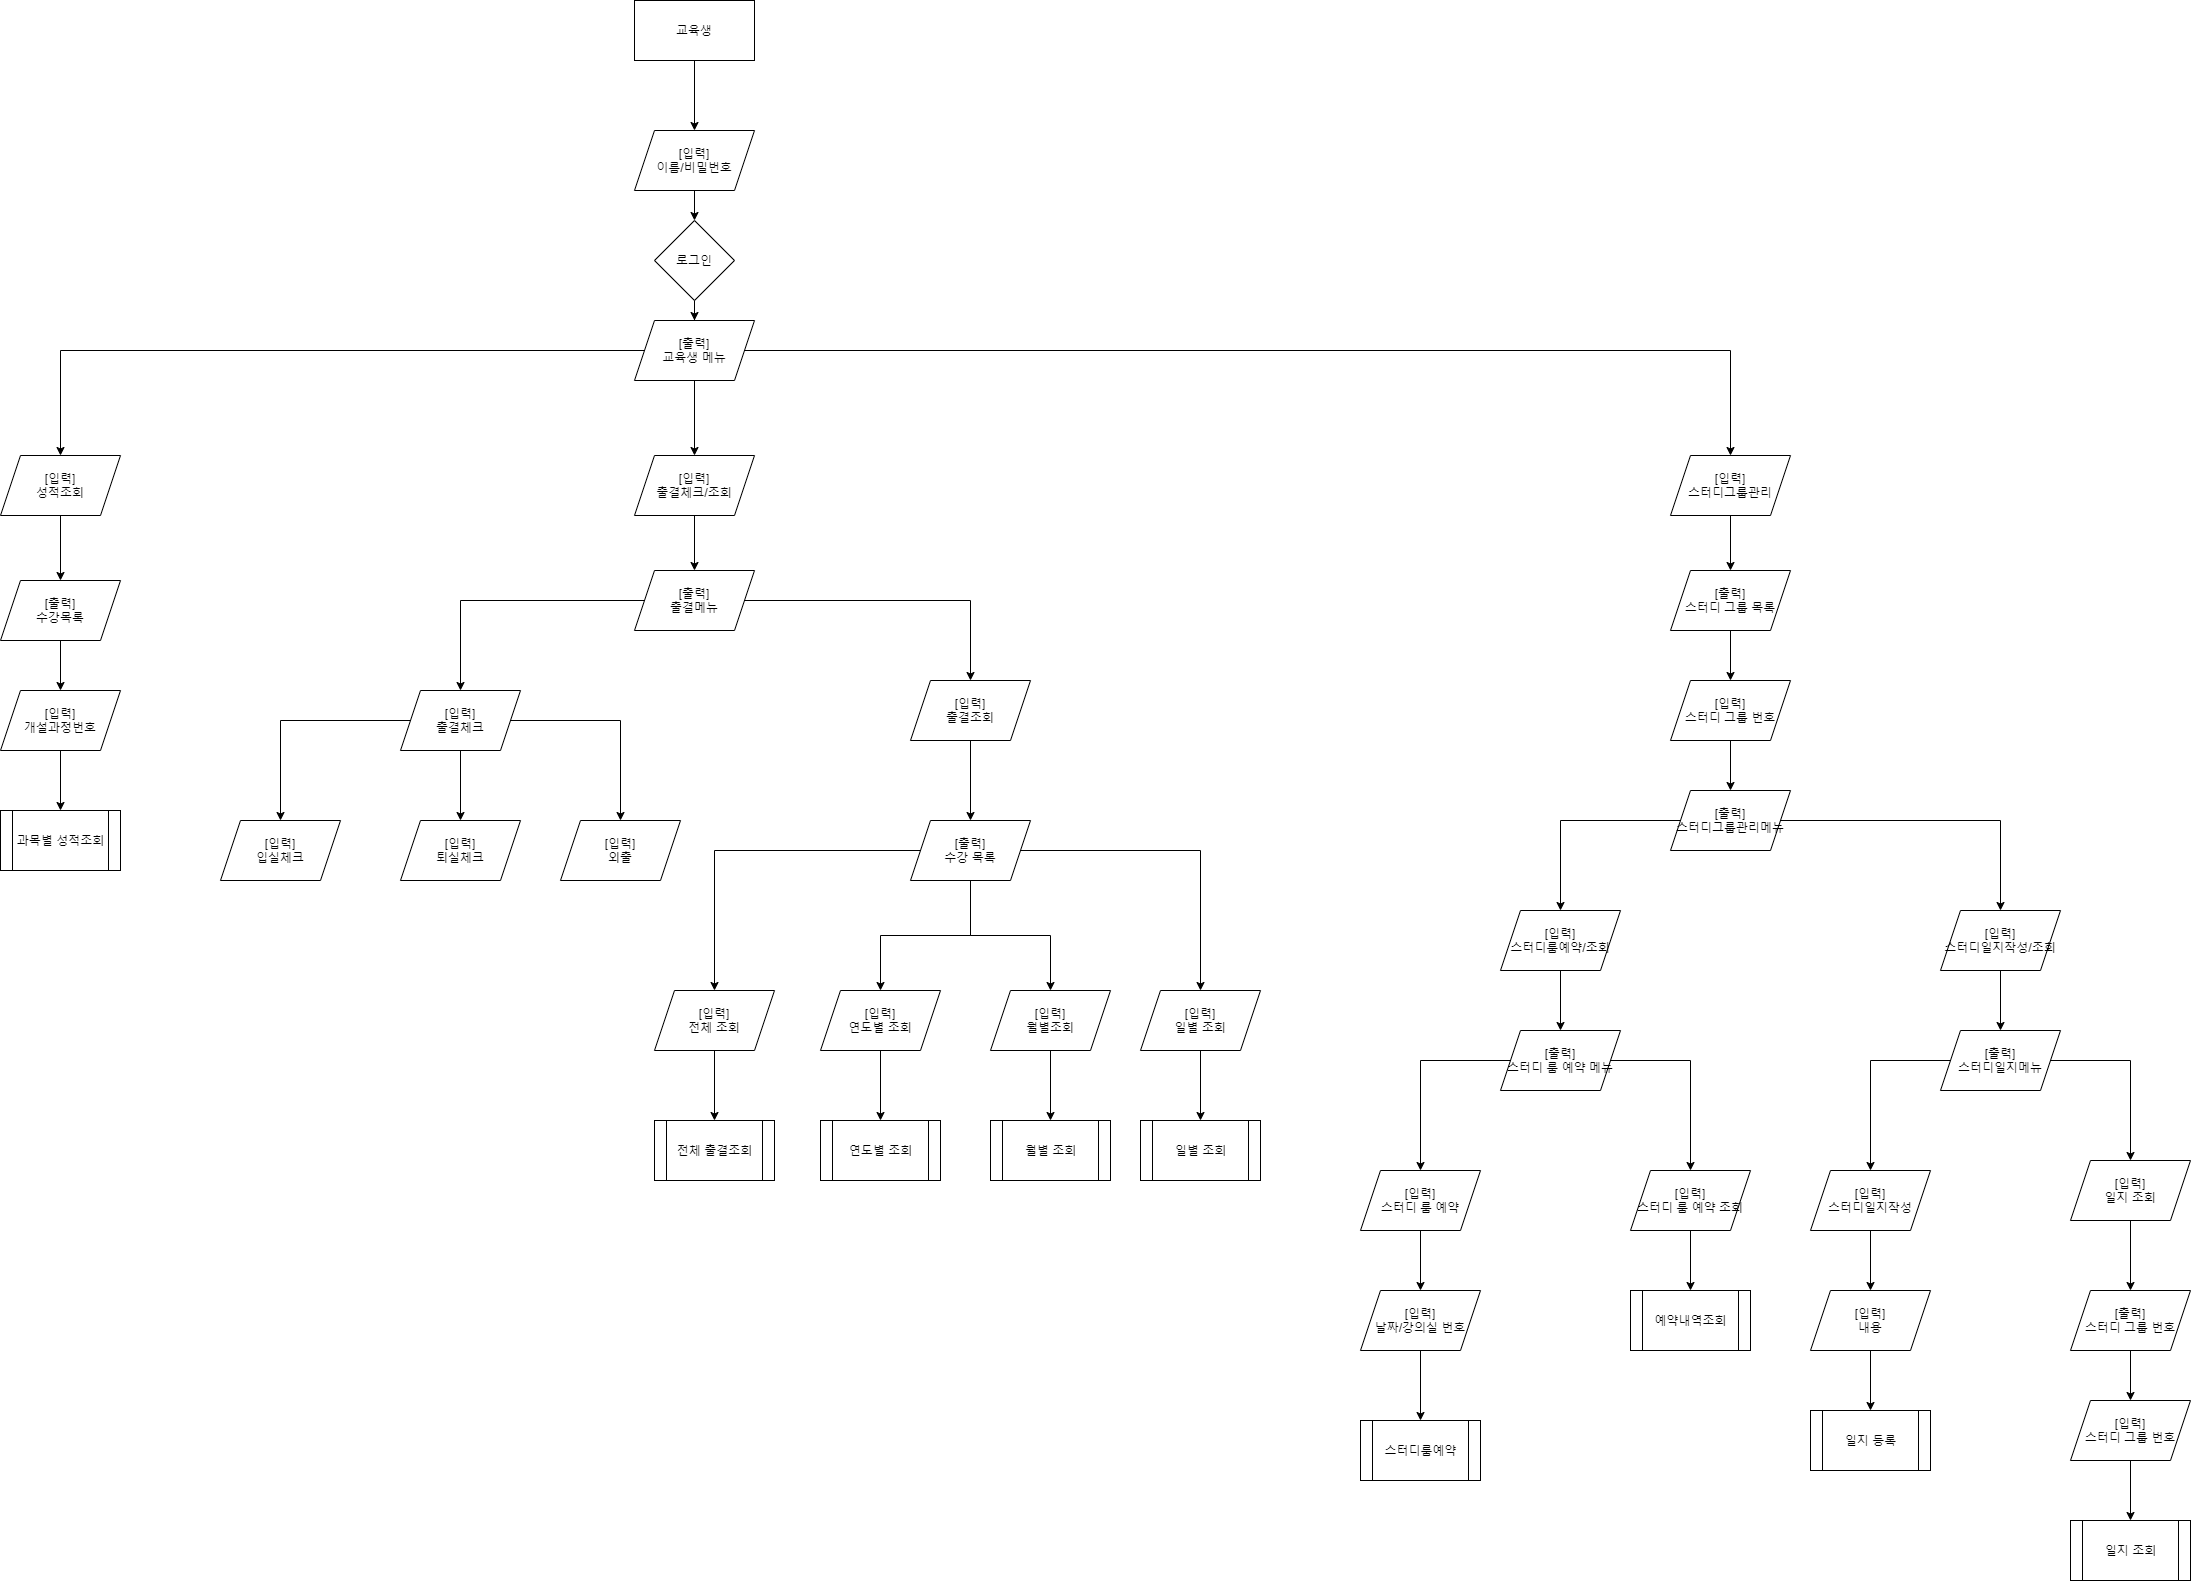 교육생
[입력]
이름/비밀번호
로그인
[출력]
교육생 메뉴
[입력]
성적조회
[입력]
출결체크/조회
[입력]
스터디그룹관리
[출력]
수강목록
[출력]
출결메뉴
[출력]
스터디 그룹 목록
[입력]
개설과정번호
[입력]
출결체크
[입력]
출결조회
[입력]
스터디 그룹 번호
과목별 성적조회
[입력]
입실체크
[입력]
퇴실체크
[입력]
외출
[출력]
수강 목록
[출력]
스터디그룹관리메뉴
[입력]
스터디룸예약/조회
[입력]
스터디일지작성/조회
[입력]
전체 조회
[입력]
연도별 조회
[입력]
월별조회
[입력]
일별 조회
[출력]
스터디 룸 예약 메뉴
[출력]
스터디일지메뉴
전체 출결조회
연도별 조회
월별 조회
일별 조회
[입력]
스터디 룸 예약
[입력]
스터디 룸 예약 조회
[입력]
스터디일지작성
[입력]
일지 조회
[입력]
날짜/강의실 번호
예약내역조회
[입력]
내용
[출력]
스터디 그룹 번호
스터디룸예약
일지 등록
[입력]
스터디 그룹 번호
일지 조회